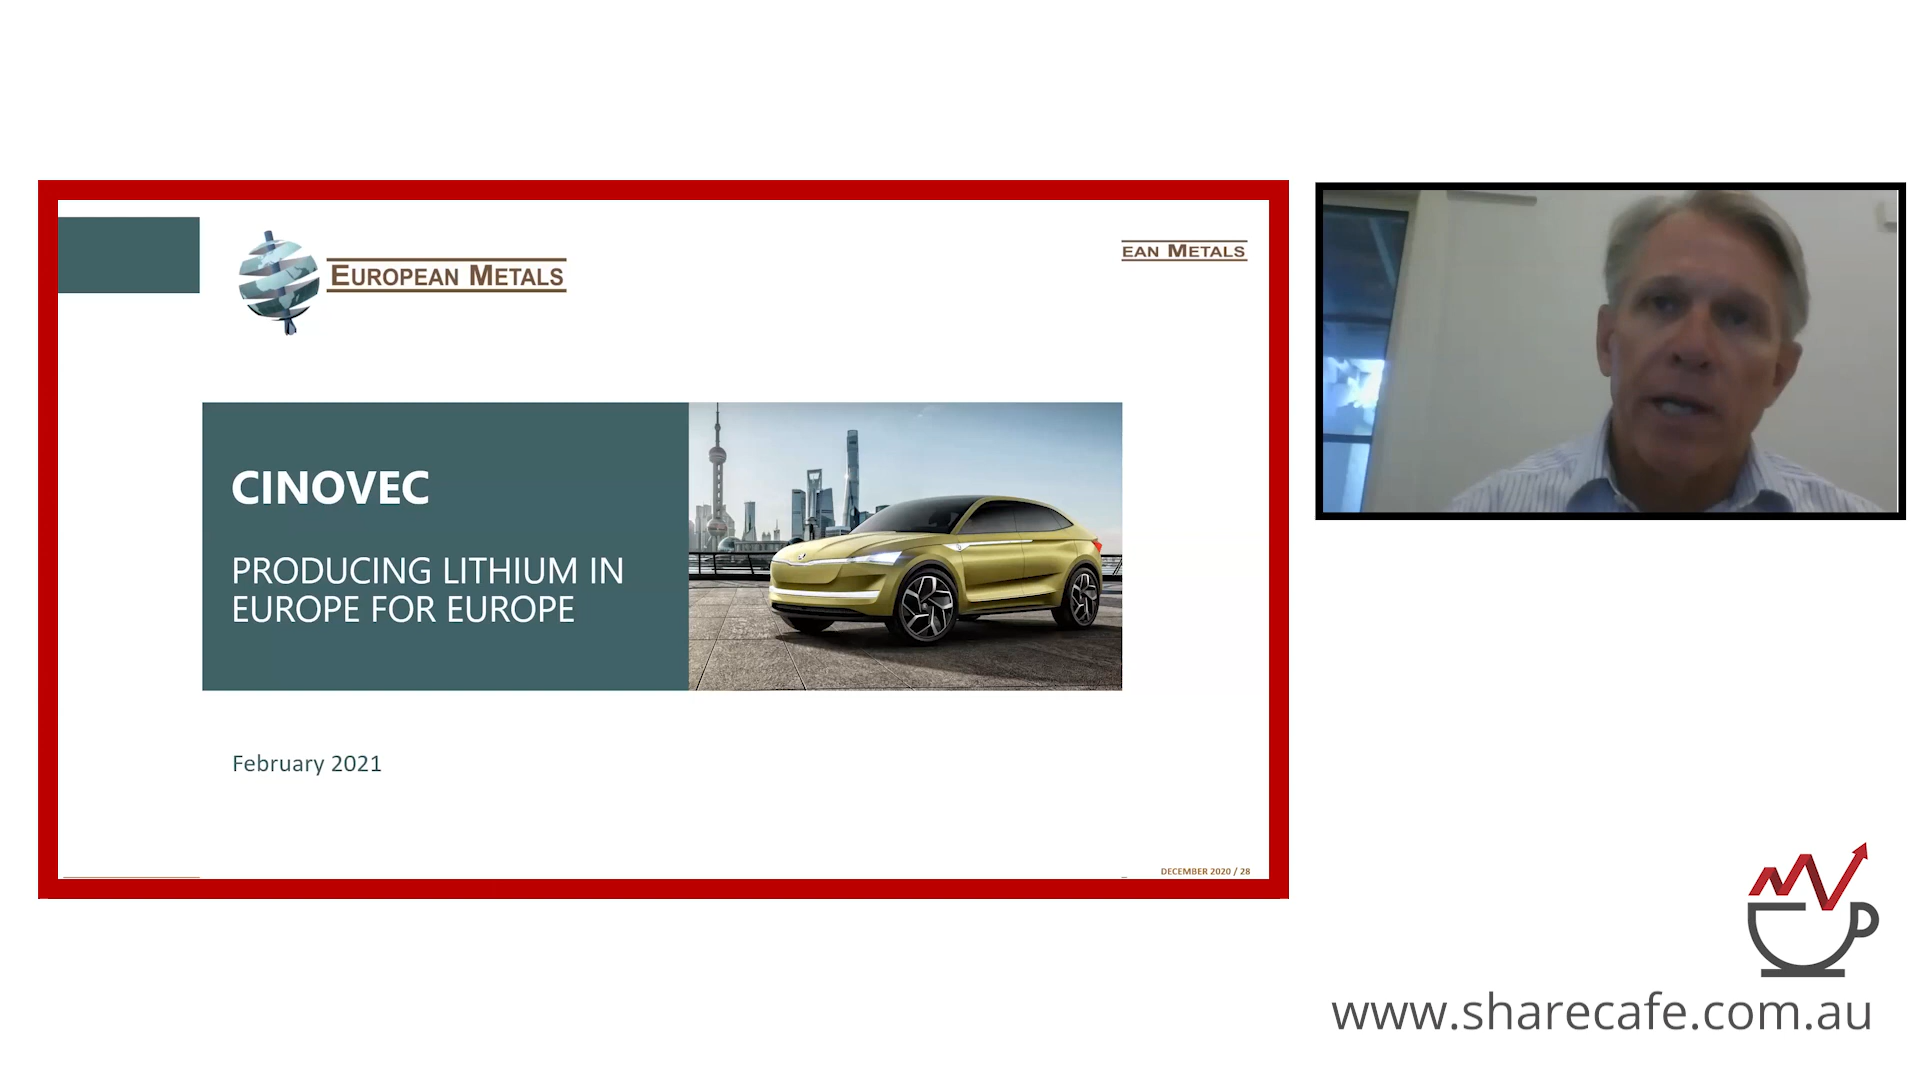 EUROPEAN METALS
EAN METALS
CINOVEC
PRODUCING LITHIUM IN
EUROPE FOR EUROPE
February 2021
DECEMBER 2020 / 28
www.sharecafe.com.au